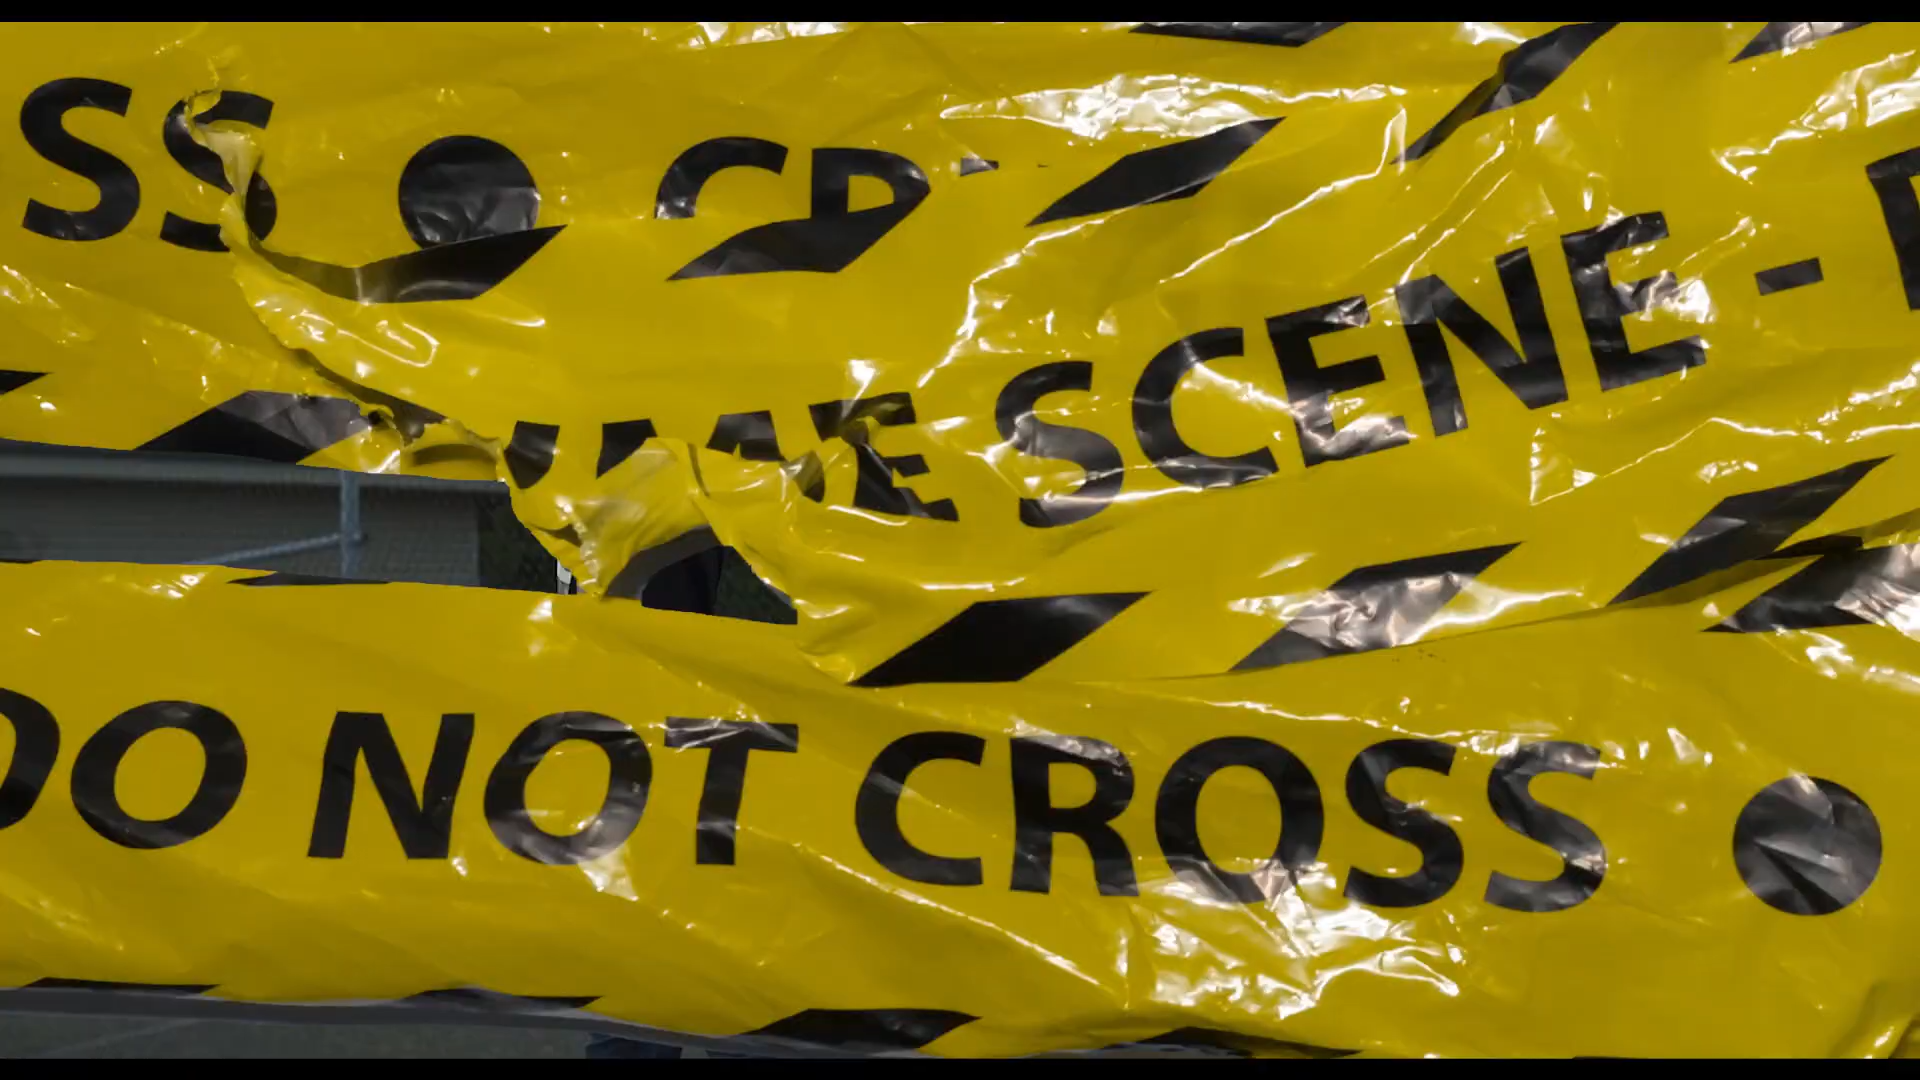 SS ●
SCENE -
DO NOT CROSS ●